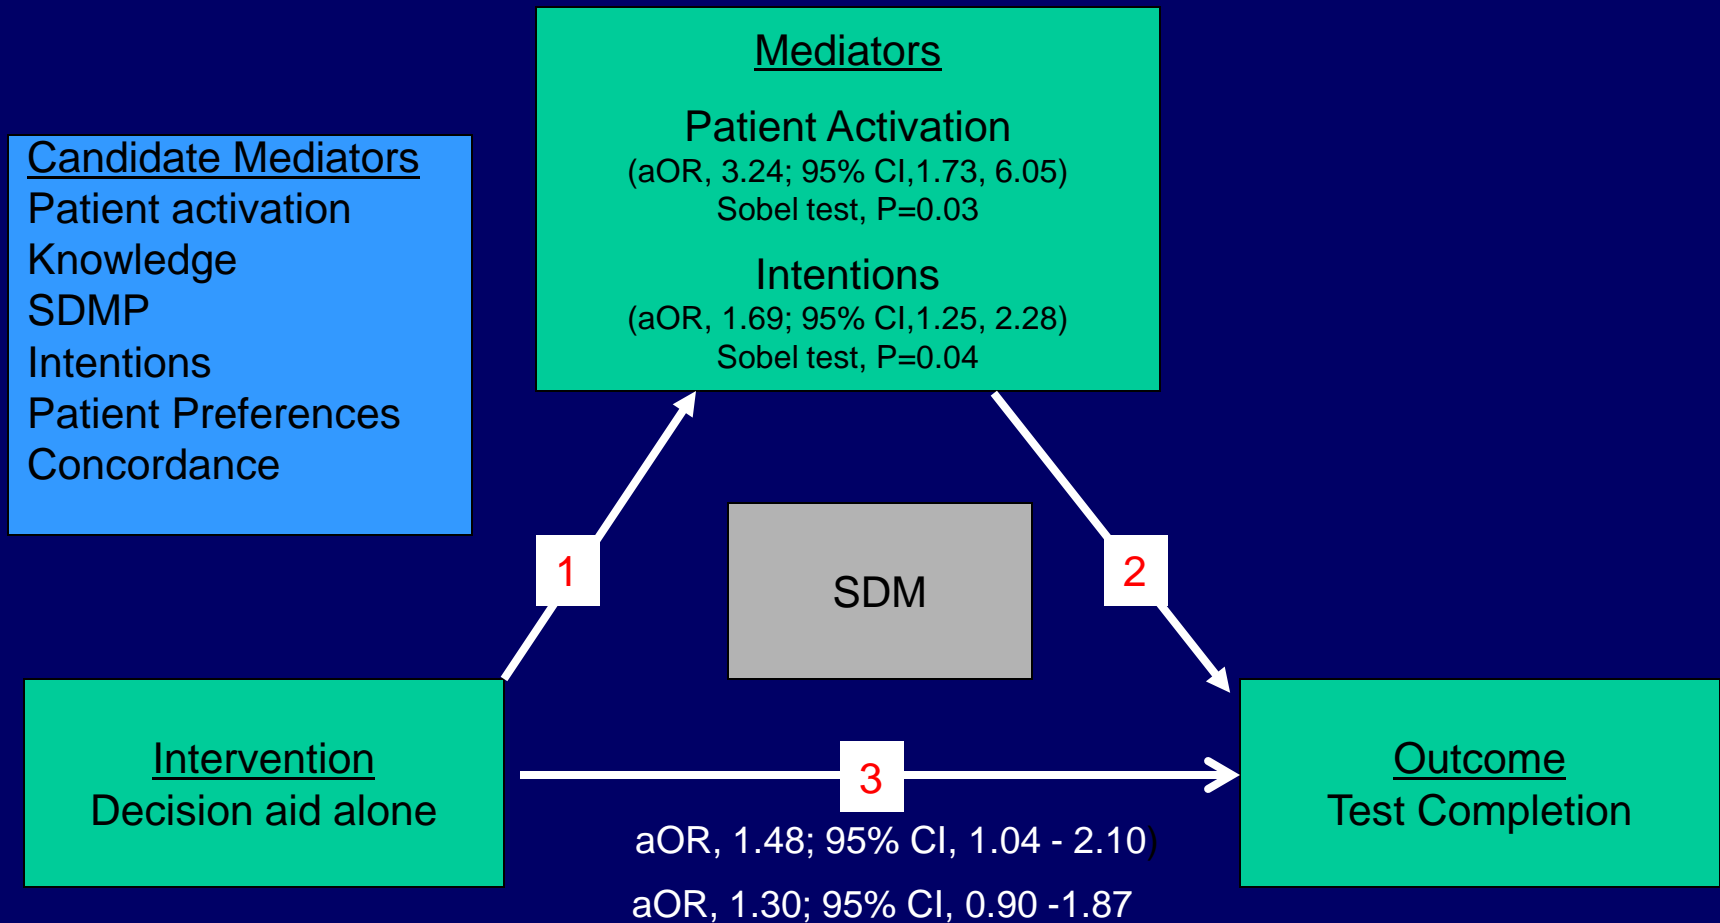 Mediators
Patient Activation
(aOR, 3.24; 95% CI,1.73, 6.05)
Sobel test, P=0.03
Intentions
(aOR, 1.69; 95% CI,1.25, 2.28)
Sobel test, P=0.04
Candidate Mediators
Patient activation
Knowledge
SDMP
Intentions
Patient Preferences
Concordance
1
SDM
2
Intervention
Decision aid alone
3
Outcome
Test Completion
aOR, 1.48; 95% CI, 1.04 - 2.10)
aOR, 1.30; 95% CI, 0.90 -1.87